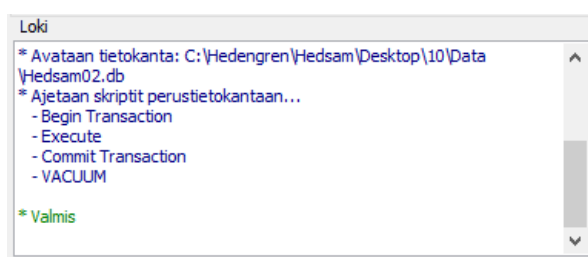 Loki
* Avataan tietokanta: C:\Hedengren\Hedsam\Desktop\10\Data
\Hedsam02.db
* Ajetaan skriptit perustietokantaan...
- Begin Transaction
- Execute
- Commit Transaction
- VACUUM
* Valmis